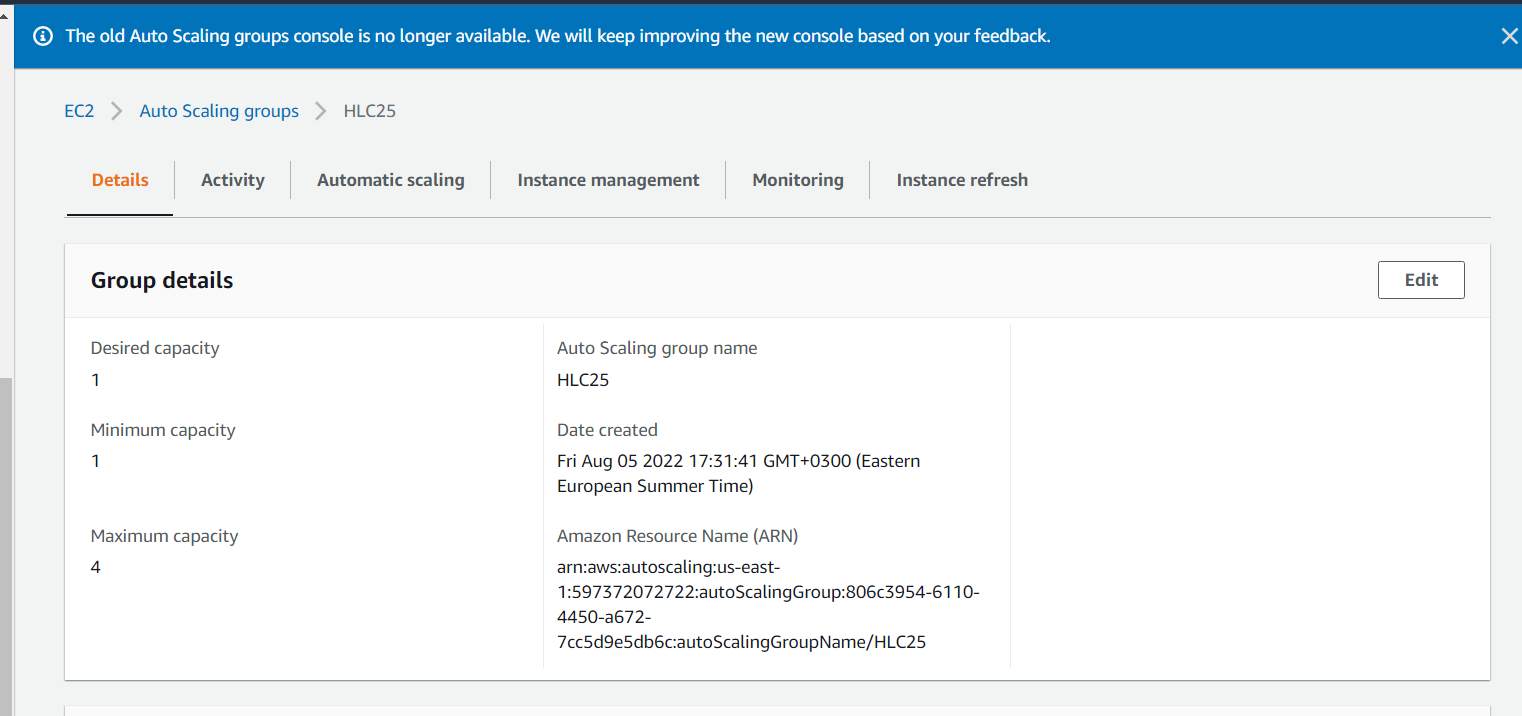 The old Auto Scaling groups console is no longer available. We will keep improving the new console based on your feedback.
EC2 Auto Scaling groups HLC25
Details Activity Automatic scaling Instance management Monitoring Instance refresh
Group details
Edit
Desired capacity
1
Minimum capacity
1
Maximum capacity
4
Auto Scaling group name
HLC25
Date created
Fri Aug 05 2022 17:31:41 GMT+0300 (Eastern
European Summer Time)
Amazon Resource Name (ARN)
arn:aws:autoscaling:us-east-
1:597372072722:autoScalingGroup:806c3954-6110-
4450-a672-
7cc5d9e5db6c:autoScalingGroupName/HLC25